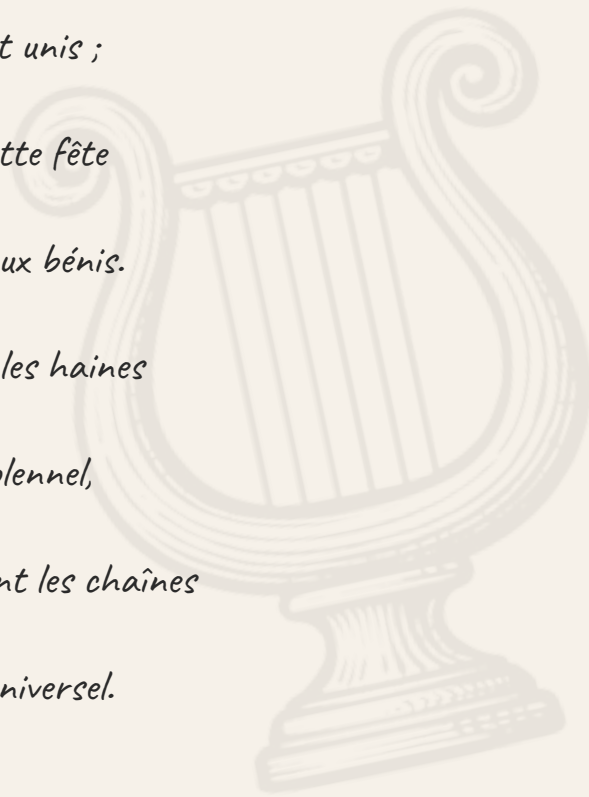 t unis ;
tte fête
ux bénis.
les haines
lennel,
nt les chaînes
niversel.